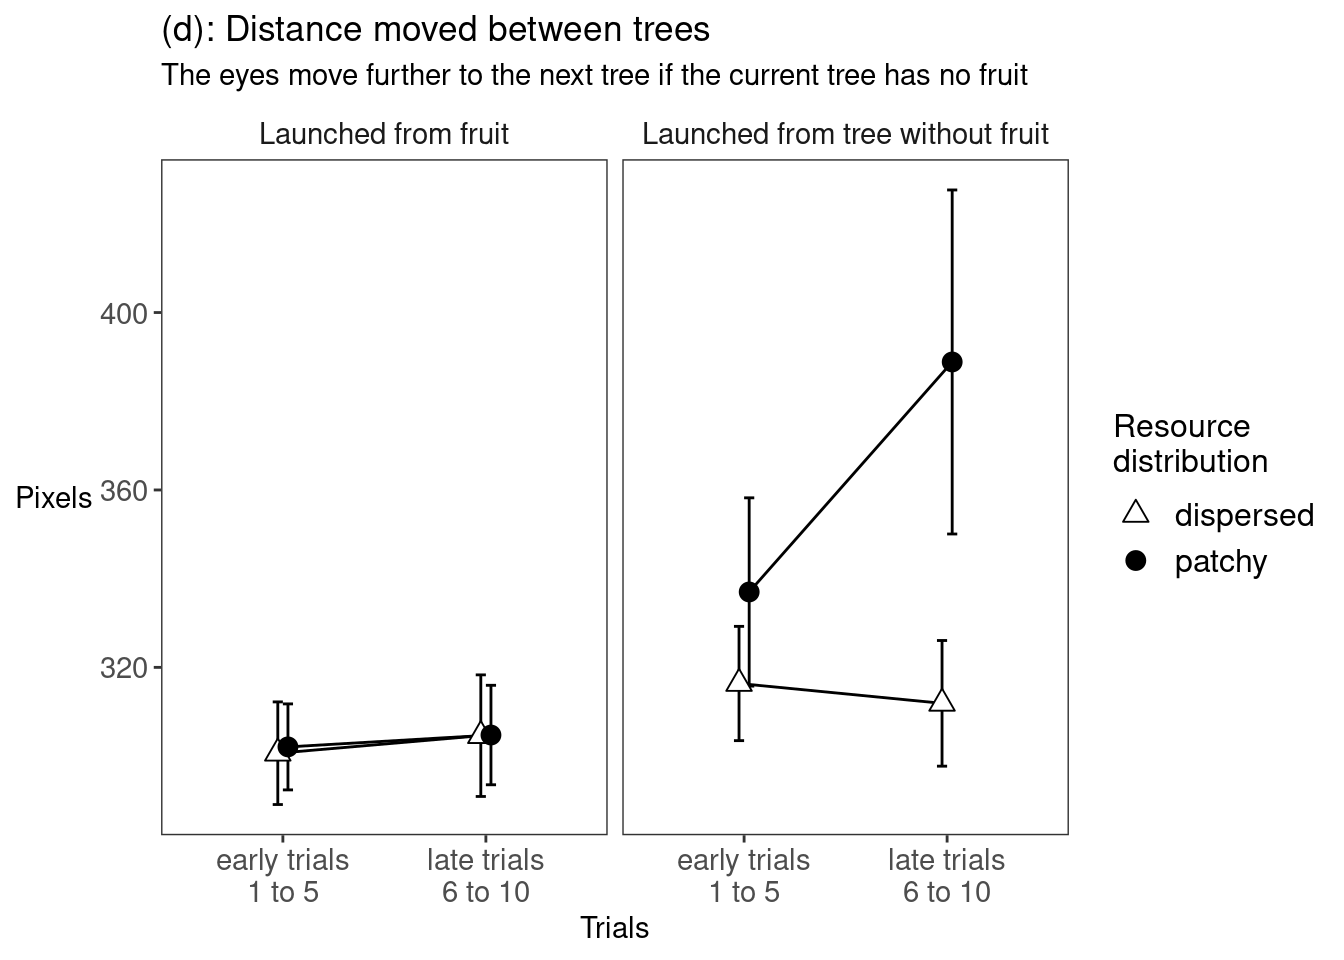 (d): Distance moved between trees
The eyes move further to the next tree if the current tree has no fruit
Launched from fruit
Launched from tree without fruit
400
360
320
Pixels
early trials
1 to 5
late trials
6 to 10
early trials
1 to 5
late trials
6 to 10
Trials
Resource
distribution
dispersed
patchy